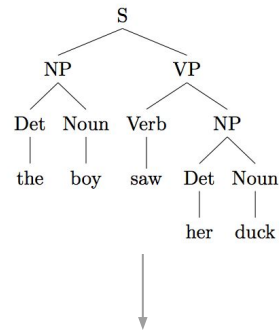 S
NP VP
Det Noun Verb NP
the boy saw Det Noun
her duck